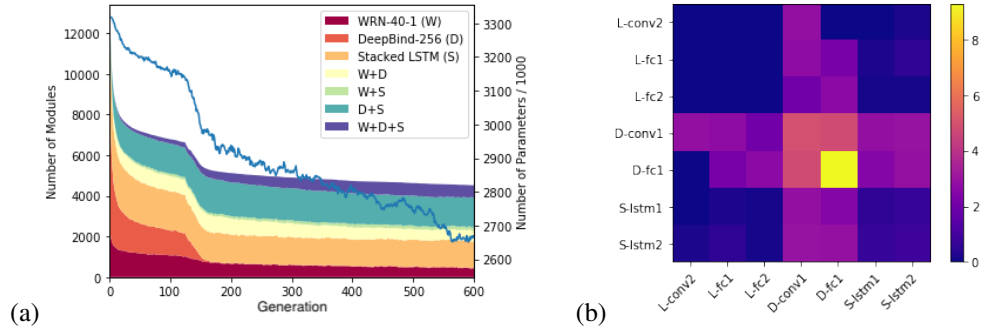 12000
10000
8000
6000
4000
2000
0
Number of Modules
WRN-40-1 (W)
DeepBind-256 (D)
Stacked LSTM (S)
W+D
W+S
D+S
W+D+S
3300
3200
3100
3000
2900
2800
2700
2600
Number of Parameters / 1000
0 100 200 300 400 500 600
Generation
(a)
L-conv2
L-fc1
L-fc2
D-conv1
D-fc1
S-lstm1
S-lstm2
L-conv2 L-fc1 L-fc2 D-conv1 D-fc1 S-lstm1 S-lstm2
8
6
4
2
0
(b)